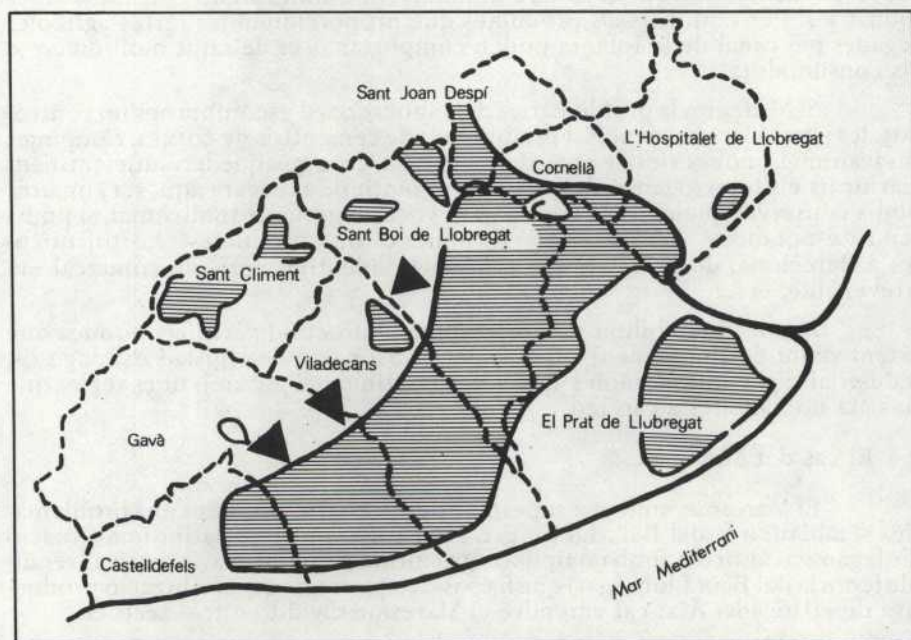 Sant Joan Despí
L'Hospitalet de Llobregat
Cornellà
Sant Boi de Llobregat
Sant Climent
Viladecans
El Prat de Llobregat
Gavà
Castelldefels
Mar Mediterrani